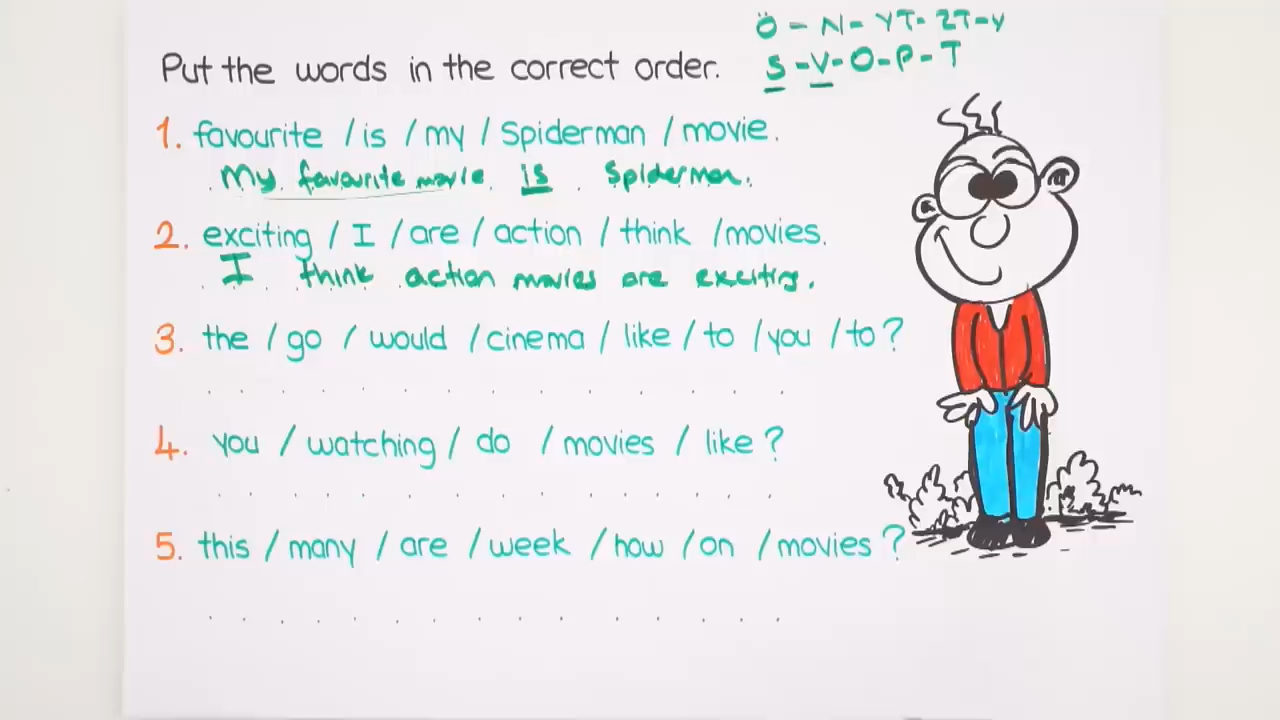 Ö - N - YT - ZT - Y
Put the words in the correct order. S - V - O - P - T
1. favourite / is / my / Spiderman / movie.
My favourite movie is Spiderman.
2. exciting / I / are / action / think / movies.
I think action movies are exciting.
3. the / go / would / cinema / like / to / you / to ?
4. you / watching / do / movies / like ?
5. this / many / are / week / how / on / movies ?